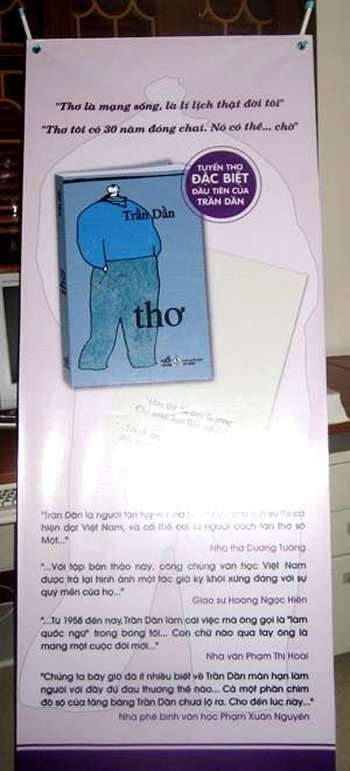 "Thơ là mạng sống, là lí lịch thật đời tôi"
"Thơ tôi có 30 năm đóng chai. Nó có thể... chờ"
TUYỂN THƠ
ĐẶC BIỆT
ĐẦU TIÊN CỦA
TRẦN DẦN
Trần Dần
thơ
thơ
"Trần Dần là người tận tụy
hiện đại Việt Nam, và có thể coi là người cách tân thơ số
Một..."
Nhà thơ Dương Tường
"...Với tập bản thảo này, công chúng văn học Việt Nam
được trả lại hình ảnh một tác giả kỳ khôi xứng đáng với sự
quý mến của họ..."
Giáo sư Hoàng Ngọc Hiến
"...Từ 1958 đến nay, Trần Dần làm cái việc mà ông gọi là "làm
quốc ngữ" trong bóng tối... Con chữ nào qua tay ông là
mang một cuộc đời mới..."
Nhà văn Phạm Thị Hoài
"Chúng ta bây giờ đã ít nhiều biết về Trần Dần mãn hạn làm
người với đầy đủ đau thương thế nào... Cả một phần chìm
đồ sộ của tảng băng Trần Dần chưa lộ ra. Cho đến lúc này..."
Nhà phê bình văn học Phạm Xuân Nguyên